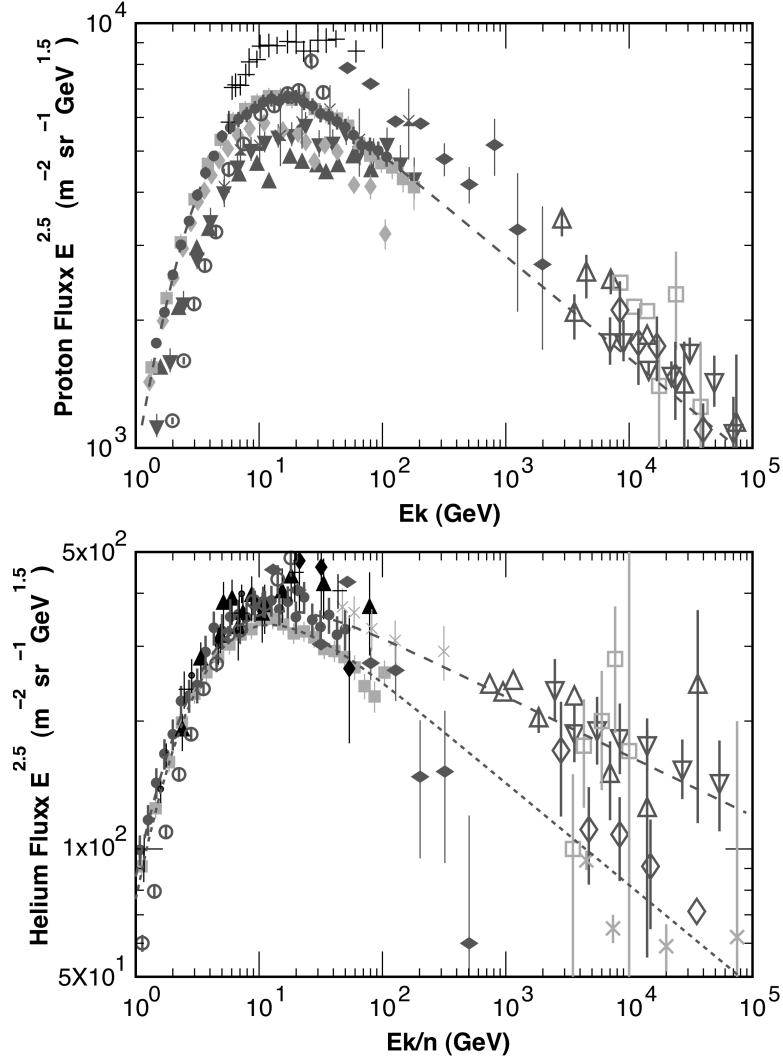 10^4
10^3
Proton Fluxx E^2.5 (m^−2 sr^−1 GeV^1.5)
10^0 10^1 10^2 10^3 10^4 10^5
Ek (GeV)
5x10^2
1x10^2
5X10^1
Helium Fluxx E^2.5 (m^−2 sr^−1 GeV^1.5)
10^0 10^1 10^2 10^3 10^4 10^5
Ek/n (GeV)